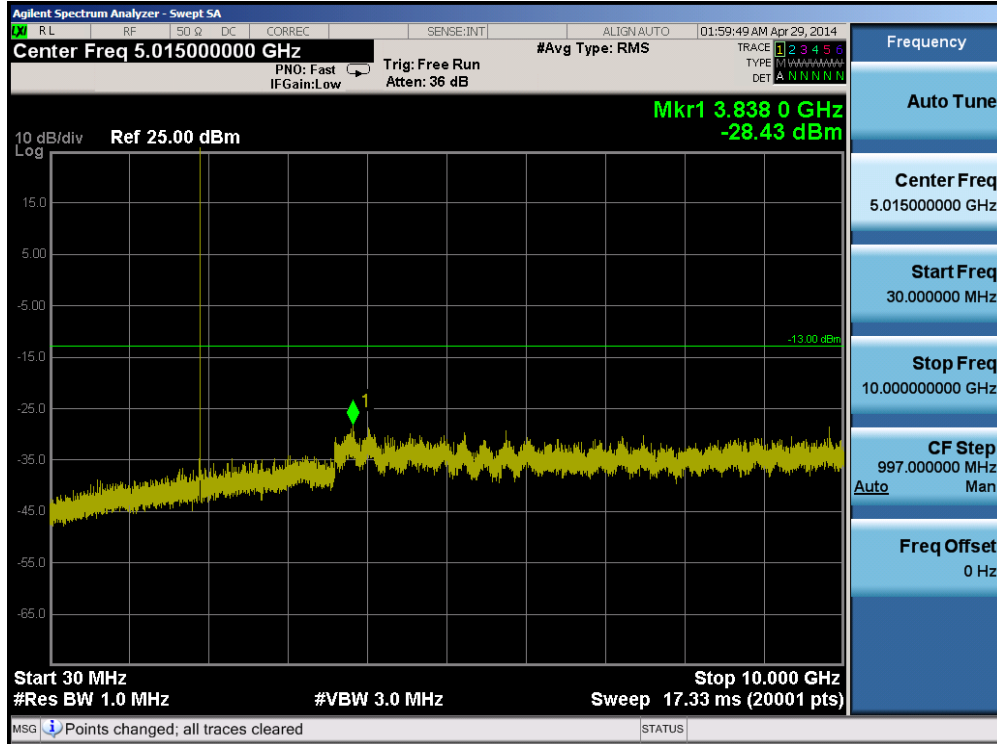 Agilent Spectrum Analyzer - Swept SA
LXI RL RF 50 Ω DC CORREC SENSE:INT ALIGN AUTO 01:59:49 AM Apr 29, 2014
Center Freq 5.015000000 GHz
PNO: Fast
IFGain:Low
Trig: Free Run
Atten: 36 dB
#Avg Type: RMS
TRACE 1 2 3 4 5 6
TYPE
DET A N N N N N
Mkr1 3.838 0 GHz
-28.43 dBm
10 dB/div Ref 25.00 dBm
Log
15.0
5.00
-5.00
-13.00 dBm
-15.0
1
-25.0
-35.0
-45.0
-55.0
-65.0
Start 30 MHz Stop 10.000 GHz
#Res BW 1.0 MHz #VBW 3.0 MHz Sweep 17.33 ms (20001 pts)
MSG Points changed; all traces cleared STATUS
Frequency
Auto Tune
Center Freq
5.015000000 GHz
Start Freq
30.000000 MHz
Stop Freq
10.000000000 GHz
CF Step
997.000000 MHz
Auto Man
Freq Offset
0 Hz